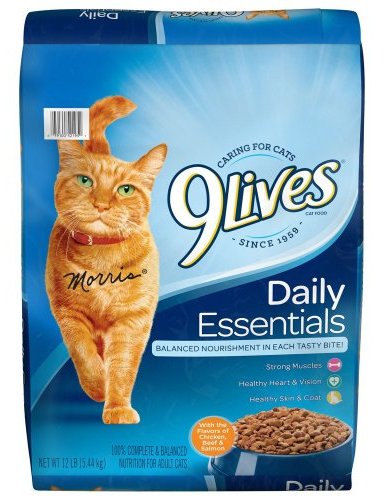 Daily
Essentials
CARING FOR CATS
9Lives
CAT FOOD
SINCE 1959
Morris®
Daily
Essentials
BALANCED NOURISHMENT IN EACH TASTY BITE!
Strong Muscles
Healthy Heart & Vision
Healthy Skin & Coat
With the
Flavors of
Chicken,
Beef &
Salmon
100% COMPLETE & BALANCED
NET WT 12 LB (5.44 kg) NUTRITION FOR ADULT CATS